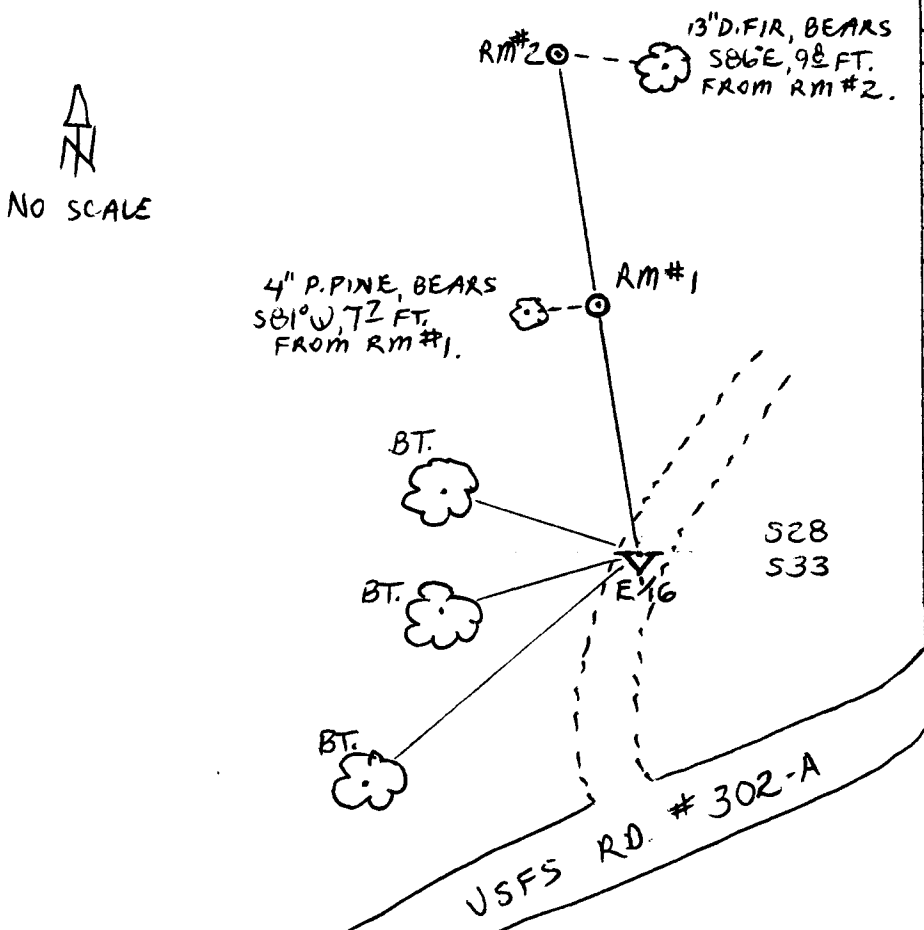 RM#2
13" D.FIR, BEARS
S86°E, 9.8 FT.
FROM RM #2.
N
NO SCALE
RM#1
4" P.PINE, BEARS
S81°W, 7.7 FT.
FROM RM#1.
BT.
S28
S33
BT.
E 1/16
BT.
USFS RD. # 302-A